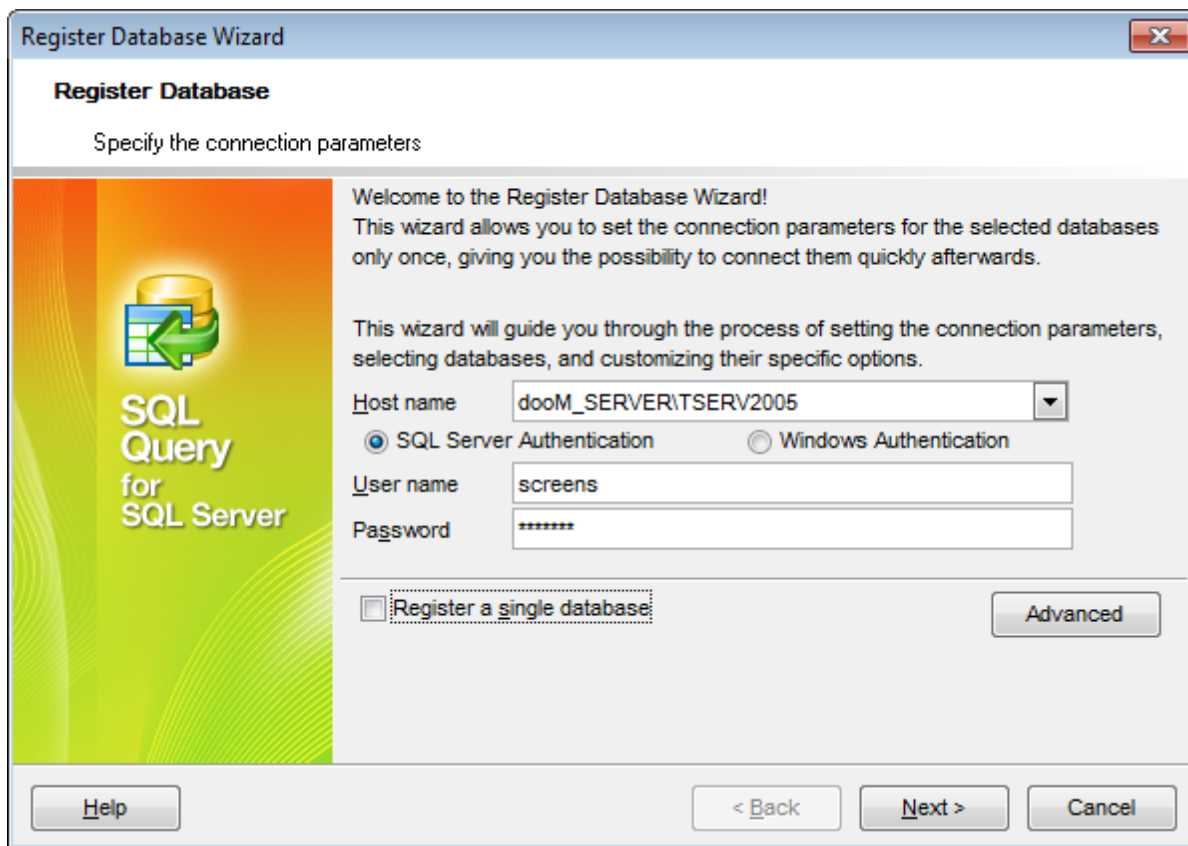 Register Database Wizard
Register Database
Specify the connection parameters
Welcome to the Register Database Wizard!
This wizard allows you to set the connection parameters for the selected databases
only once, giving you the possibility to connect them quickly afterwards.
This wizard will guide you through the process of setting the connection parameters,
selecting databases, and customizing their specific options.
SQL
Query
for
SQL Server
Host name dooM_SERVER\TSERV2005
SQL Server Authentication Windows Authentication
User name screens
Password *******
Register a single database Advanced
Help < Back Next > Cancel